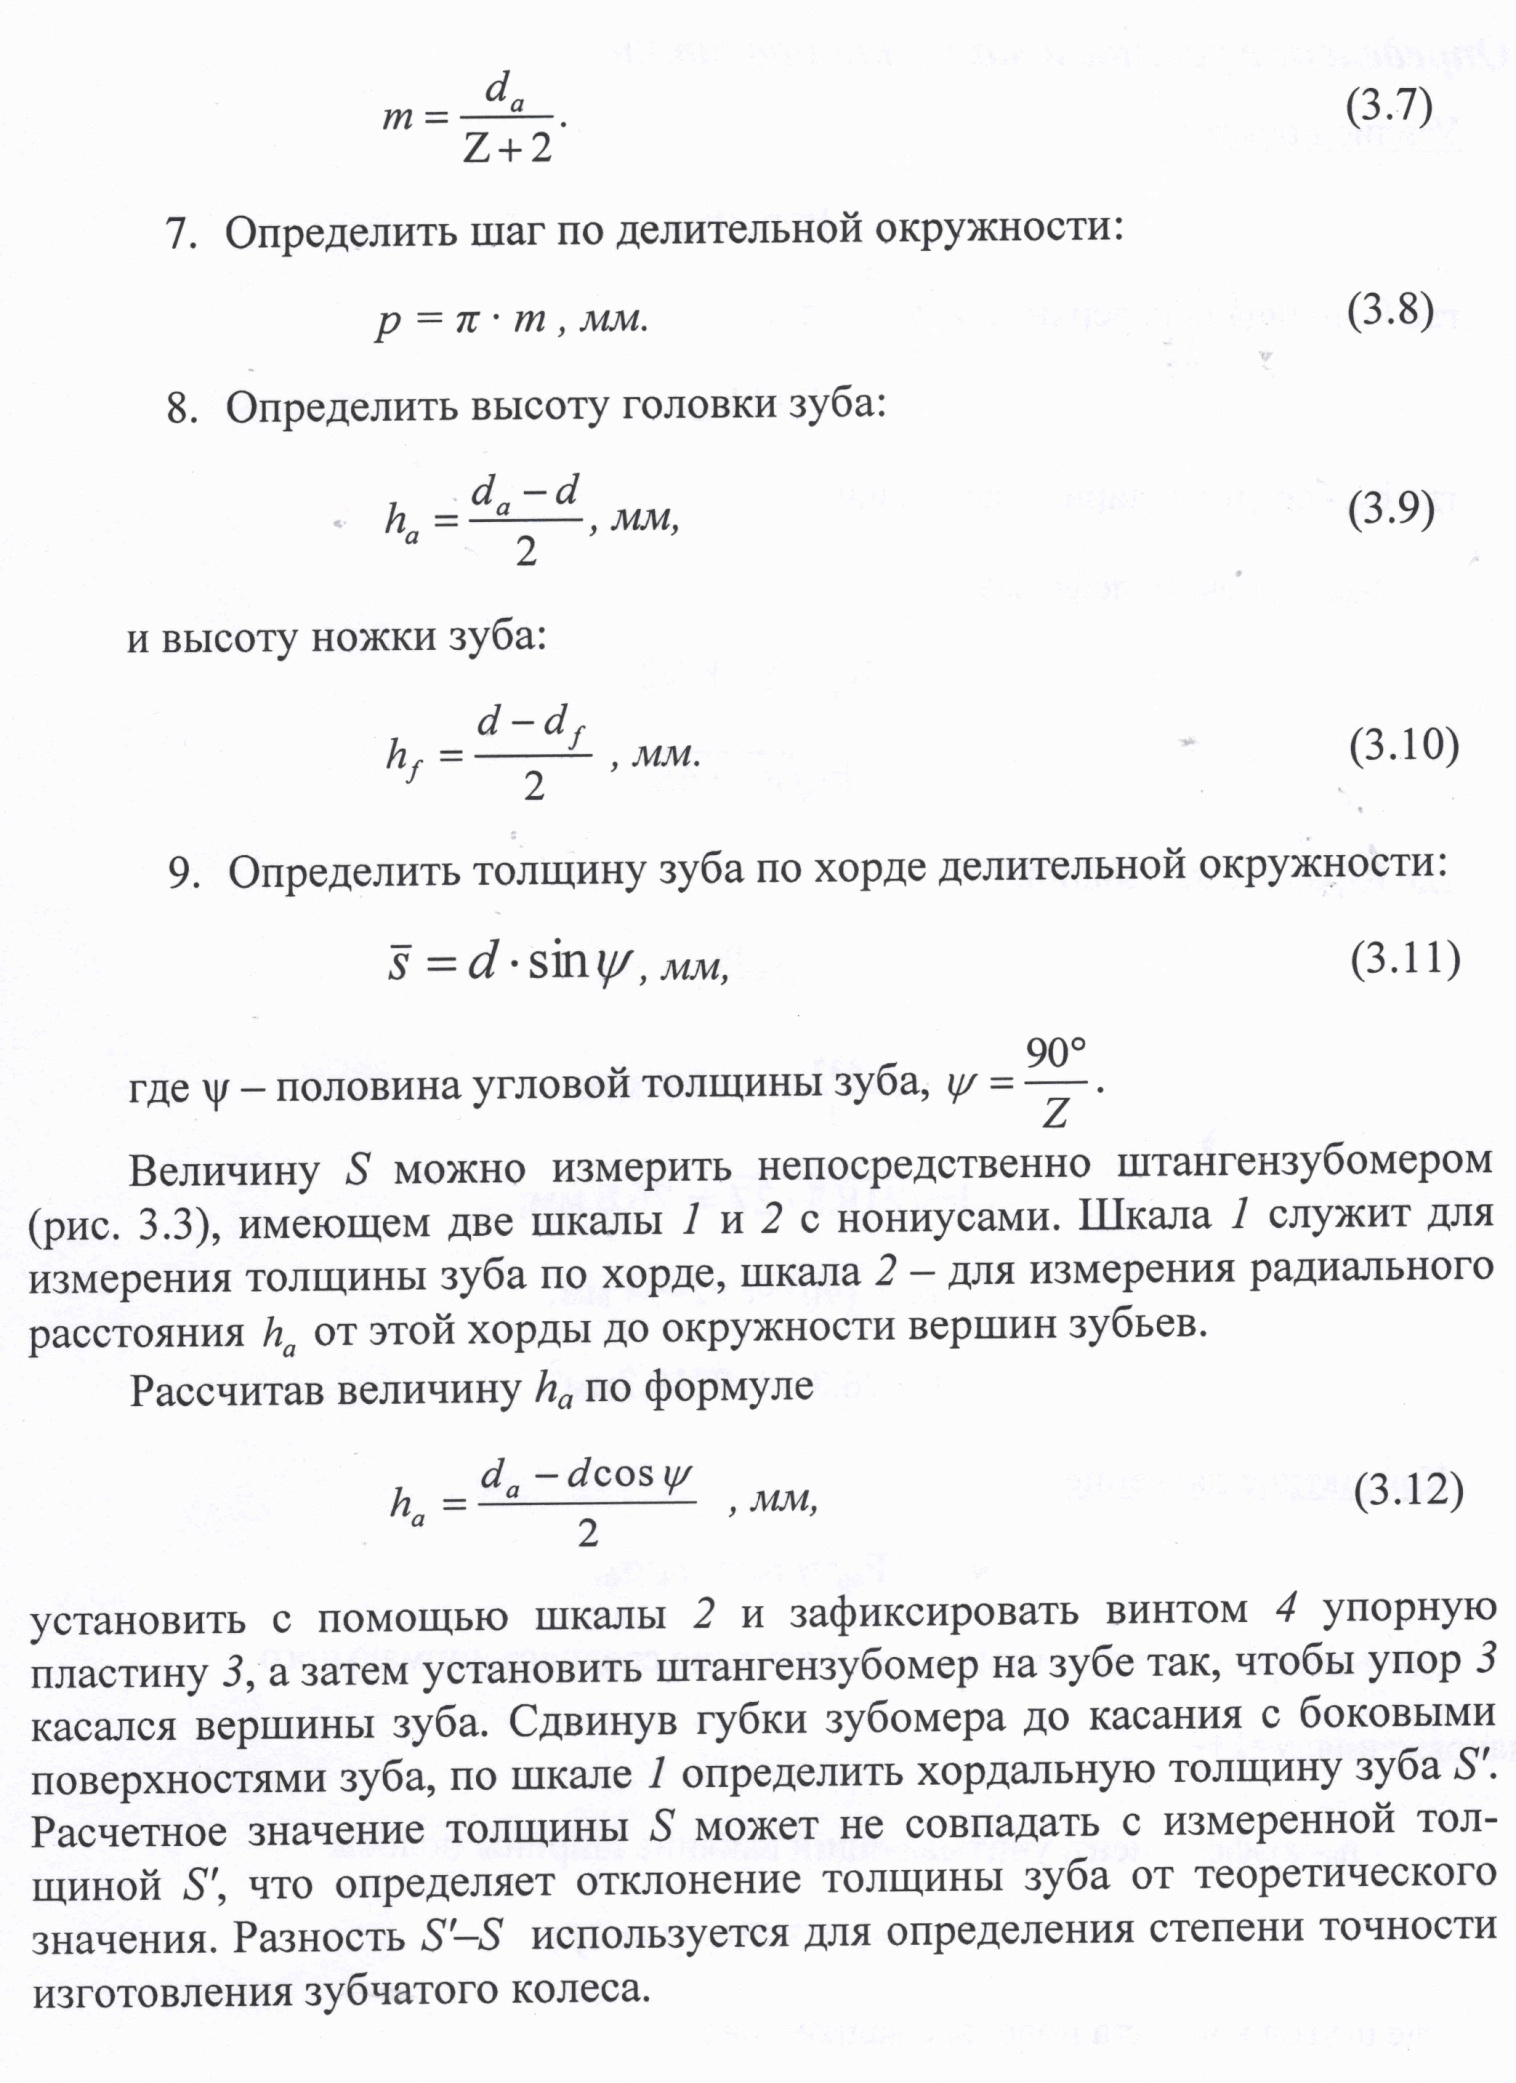 m = d_a / (Z + 2). (3.7)
7. Определить шаг по делительной окружности:
p = π · m , мм. (3.8)
8. Определить высоту головки зуба:
h_a = (d_a − d) / 2 , мм, (3.9)
и высоту ножки зуба:
h_f = (d − d_f) / 2 , мм. (3.10)
9. Определить толщину зуба по хорде делительной окружности:
s̄ = d · sin ψ , мм, (3.11)
где ψ – половина угловой толщины зуба, ψ = 90° / Z .
Величину S можно измерить непосредственно штангензубомером
(рис. 3.3), имеющем две шкалы 1 и 2 с нониусами. Шкала 1 служит для
измерения толщины зуба по хорде, шкала 2 – для измерения радиального
расстояния h_a от этой хорды до окружности вершин зубьев.
Рассчитав величину h_a по формуле
h_a = (d_a − d cos ψ) / 2 , мм, (3.12)
установить с помощью шкалы 2 и зафиксировать винтом 4 упорную
пластину 3, а затем установить штангензубомер на зубе так, чтобы упор 3
касался вершины зуба. Сдвинув губки зубомера до касания с боковыми
поверхностями зуба, по шкале 1 определить хордальную толщину зуба S′.
Расчетное значение толщины S может не совпадать с измеренной тол-
щиной S′, что определяет отклонение толщины зуба от теоретического
значения. Разность S′–S используется для определения степени точности
изготовления зубчатого колеса.